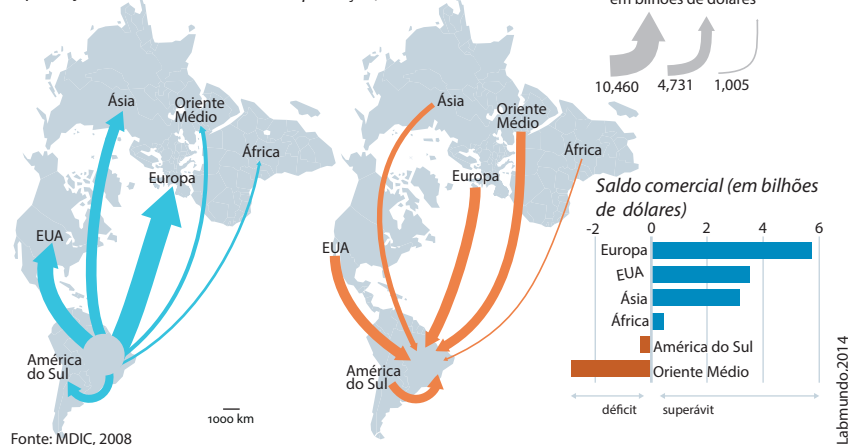 em bilhões de dólares
10,460
4,731
1,005
Ásia
Oriente
Médio
África
Europa
EUA
América
do Sul
Ásia
Oriente
Médio
África
Europa
EUA
América
do Sul
1000 km
Fonte: MDIC, 2008
Saldo comercial (em bilhões
de dólares)
-2 0 2 4 6
Europa
EUA
Ásia
África
América do Sul
Oriente Médio
déficit superávit
Labmundo.2014